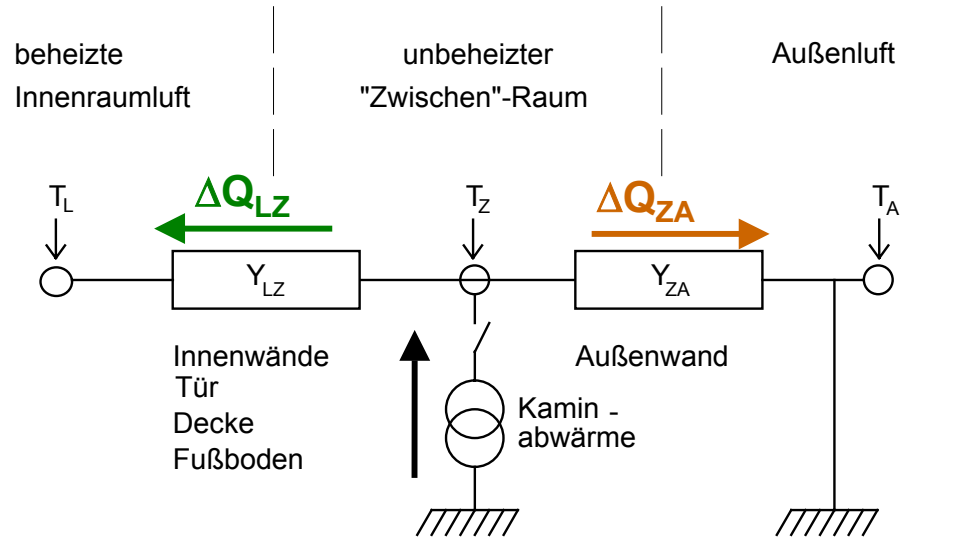 beheizte
Innenraumluft
unbeheizter
"Zwischen"-Raum
Außenluft
ΔQLZ
ΔQZA
TL
TZ
TA
YLZ
YZA
Innenwände
Tür
Decke
Fußboden
Außenwand
Kamin -
abwärme